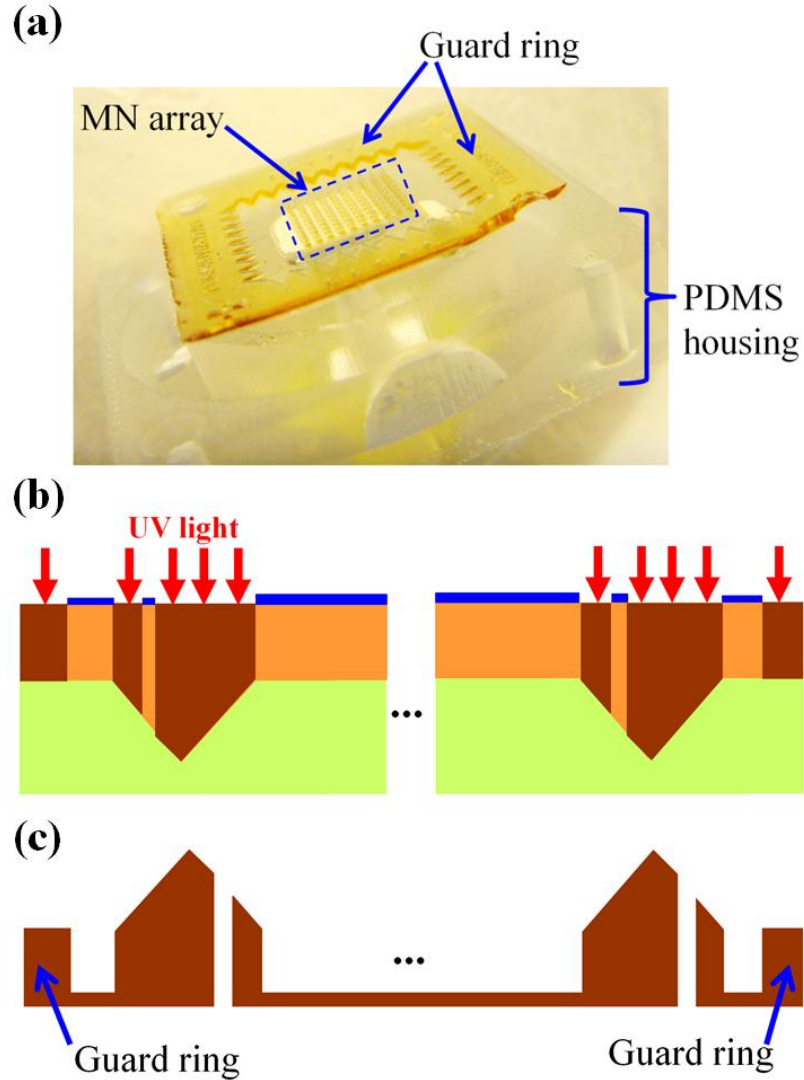 (a)
Guard ring
MN array
PDMS
housing
(b)
UV light
...
(c)
...
Guard ring
Guard ring